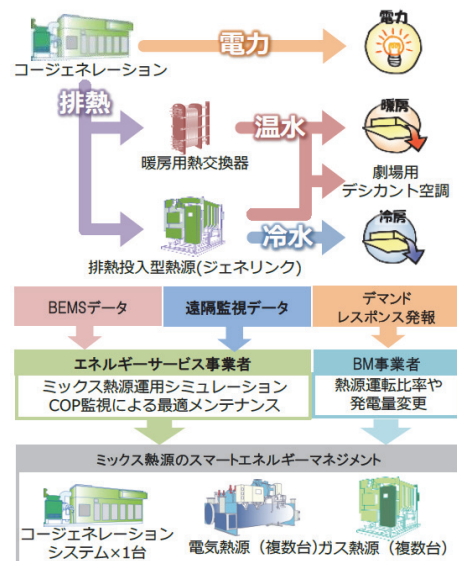 電力
電力
コージェネレーション
排熱
温水
暖房
暖房用熱交換器
劇場用
デシカント空調
冷水
冷房
排熱投入型熱源(ジェネリンク)
BEMSデータ
遠隔監視データ
デマンド
レスポンス発報
エネルギーサービス事業者
ミックス熱源運用シミュレーション
COP監視による最適メンテナンス
BM事業者
熱源運転比率や
発電量変更
ミックス熱源のスマートエネルギーマネジメント
コージェネレーション
システム×1台
電気熱源（複数台）
ガス熱源（複数台）